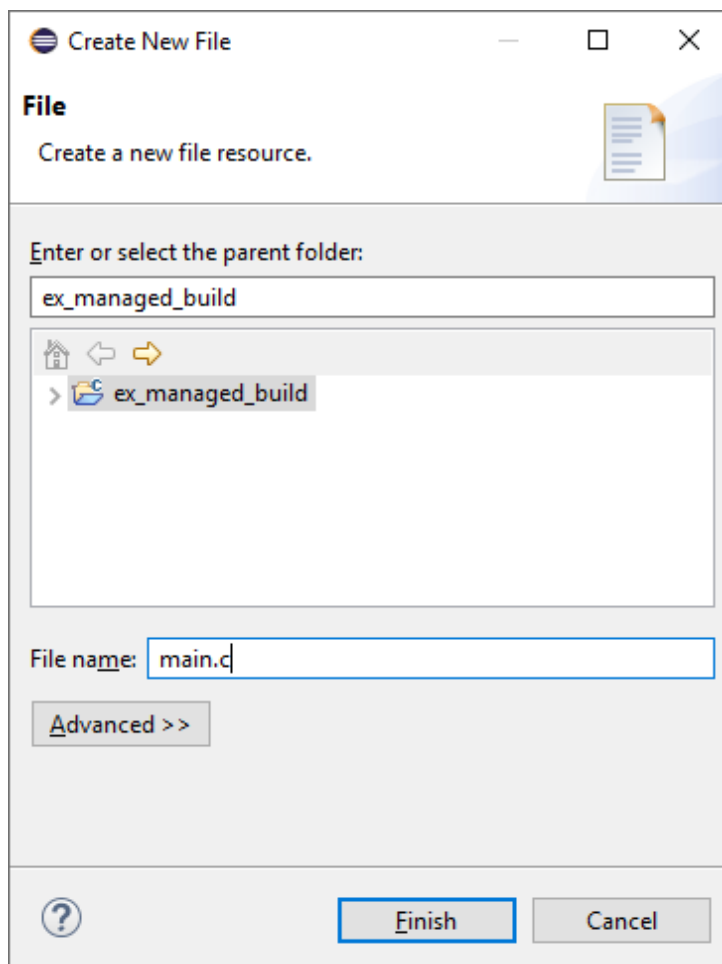 Create New File
File
Create a new file resource.
Enter or select the parent folder:
ex_managed_build
ex_managed_build
File name: main.c
Advanced >>
Finish Cancel